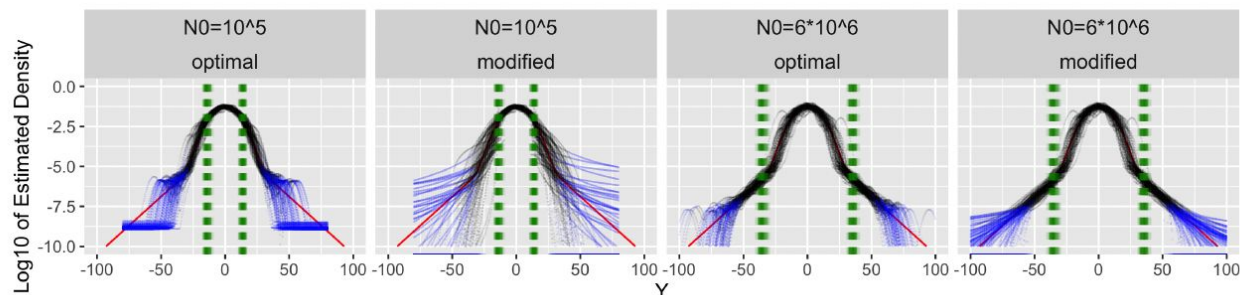 N0=10^5 N0=10^5 N0=6*10^6 N0=6*10^6
optimal modified optimal modified
Log10 of Estimated Density
0.0
-2.5
-5.0
-7.5
-10.0
-100 -50 0 50 100 -100 -50 0 50 100 -100 -50 0 50 100 -100 -50 0 50 100
Y